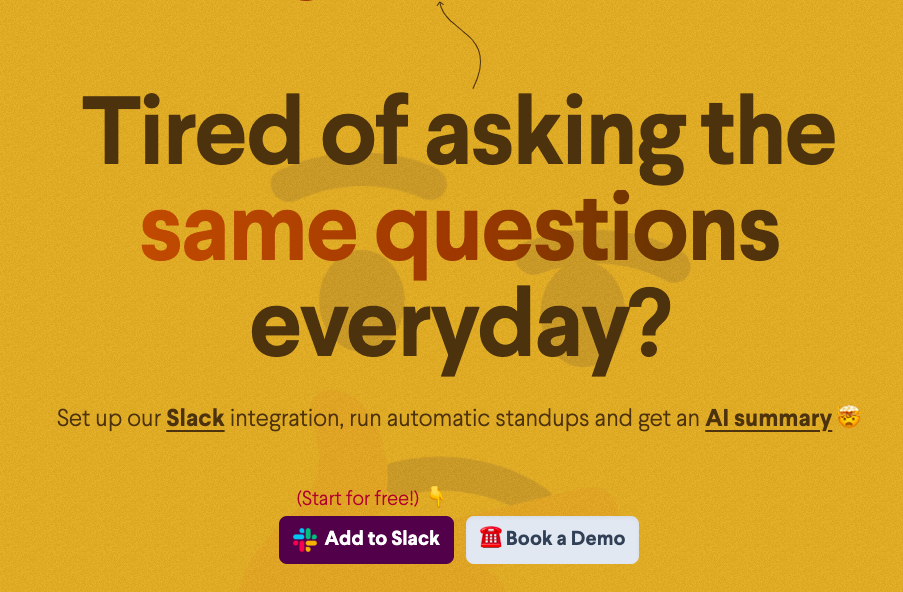 Tired of asking the
same questions
everyday?
Set up our Slack integration, run automatic standups and get an AI summary 🤯
(Start for free!) 👇
Add to Slack
☎️ Book a Demo